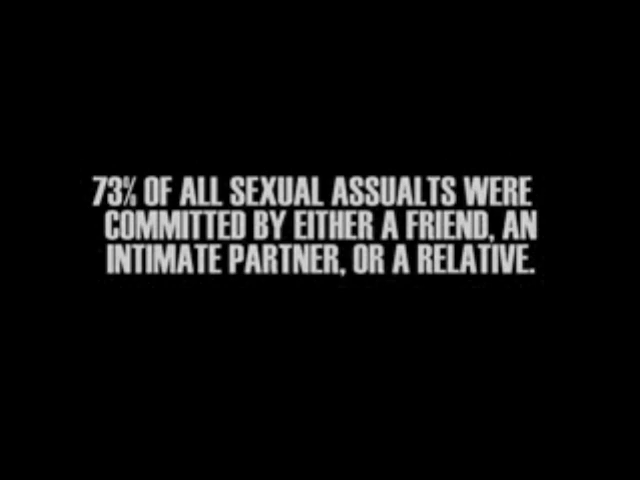 73% OF ALL SEXUAL ASSUALTS WERE
COMMITTED BY EITHER A FRIEND, AN
INTIMATE PARTNER, OR A RELATIVE.